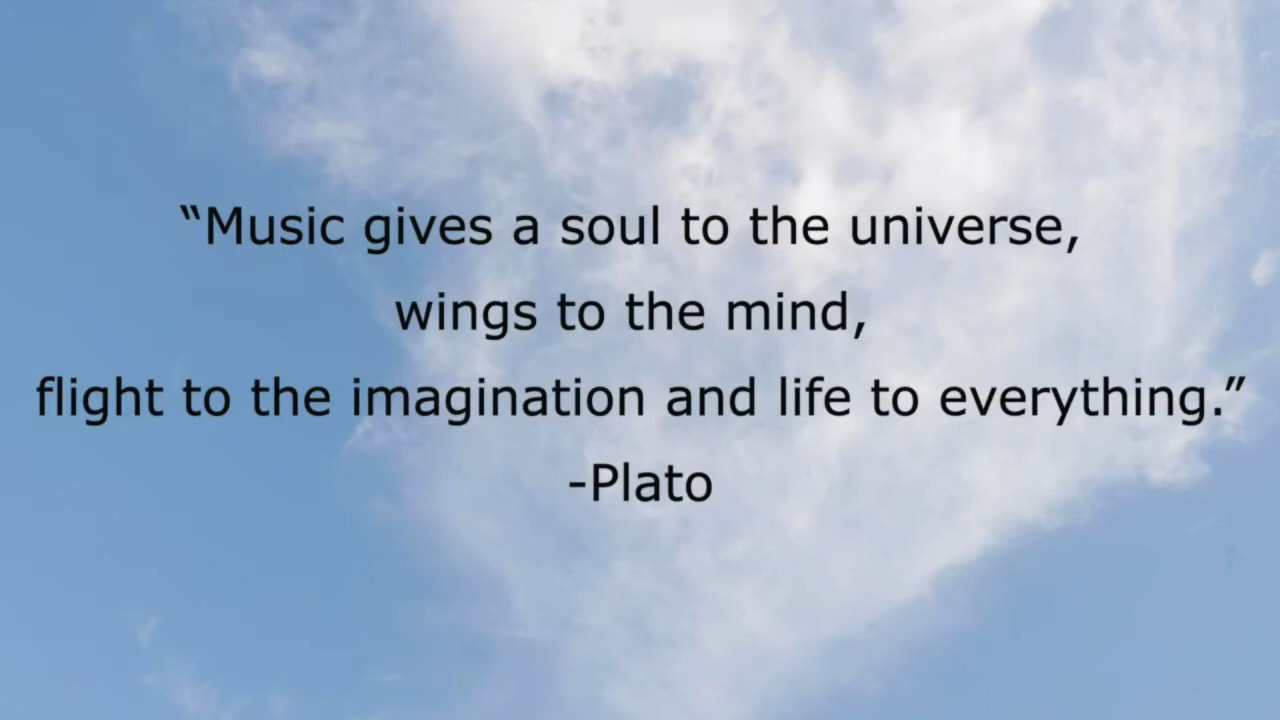 “Music gives a soul to the universe,
wings to the mind,
flight to the imagination and life to everything.”
-Plato